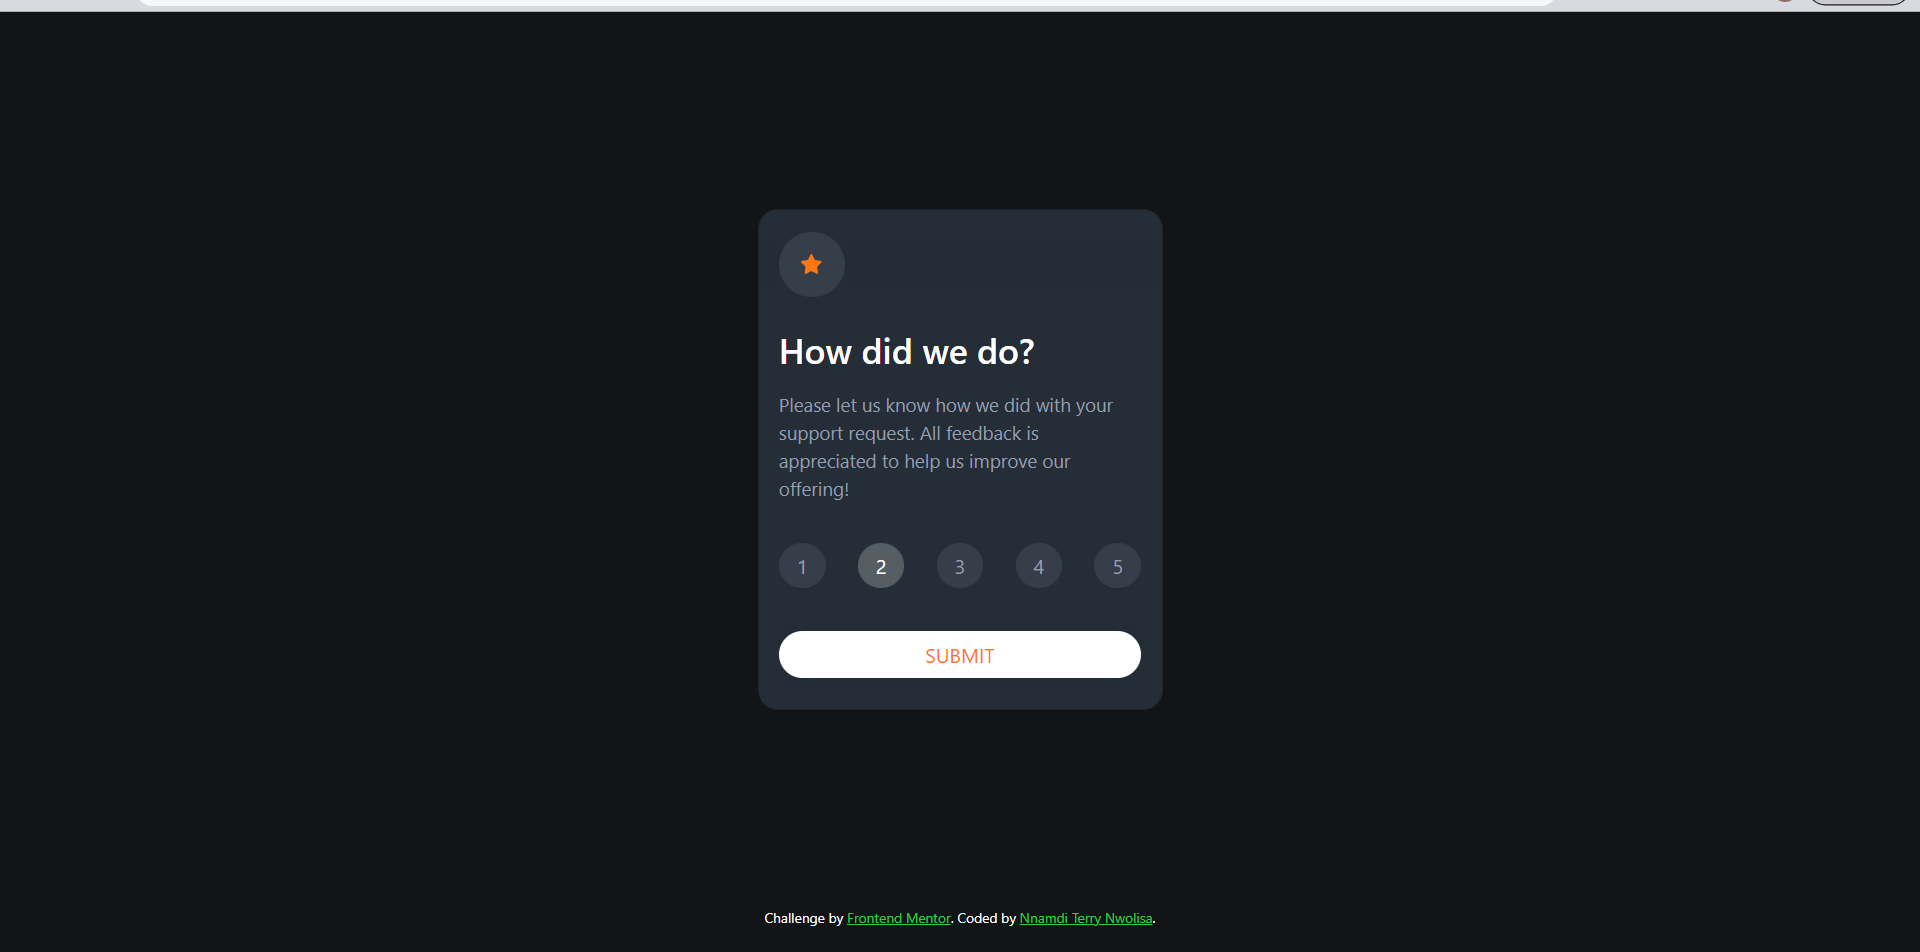 How did we do?
Please let us know how we did with your
support request. All feedback is
appreciated to help us improve our
offering!
1 2 3 4 5
SUBMIT
Challenge by Frontend Mentor. Coded by Nnamdi Terry Nwolisa.